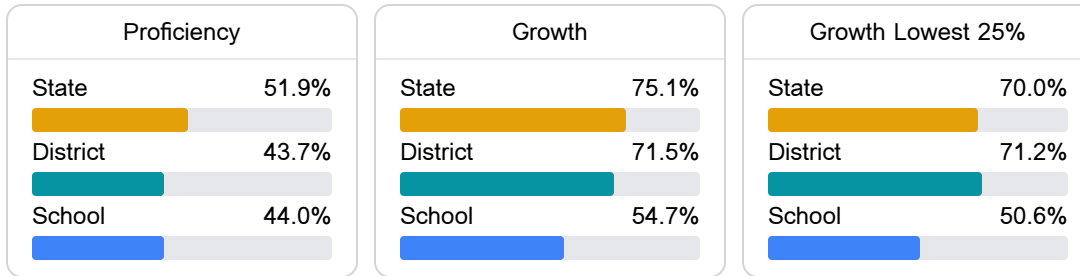 Proficiency
State 51.9%
District 43.7%
School 44.0%
Growth
State 75.1%
District 71.5%
School 54.7%
Growth Lowest 25%
State 70.0%
District 71.2%
School 50.6%